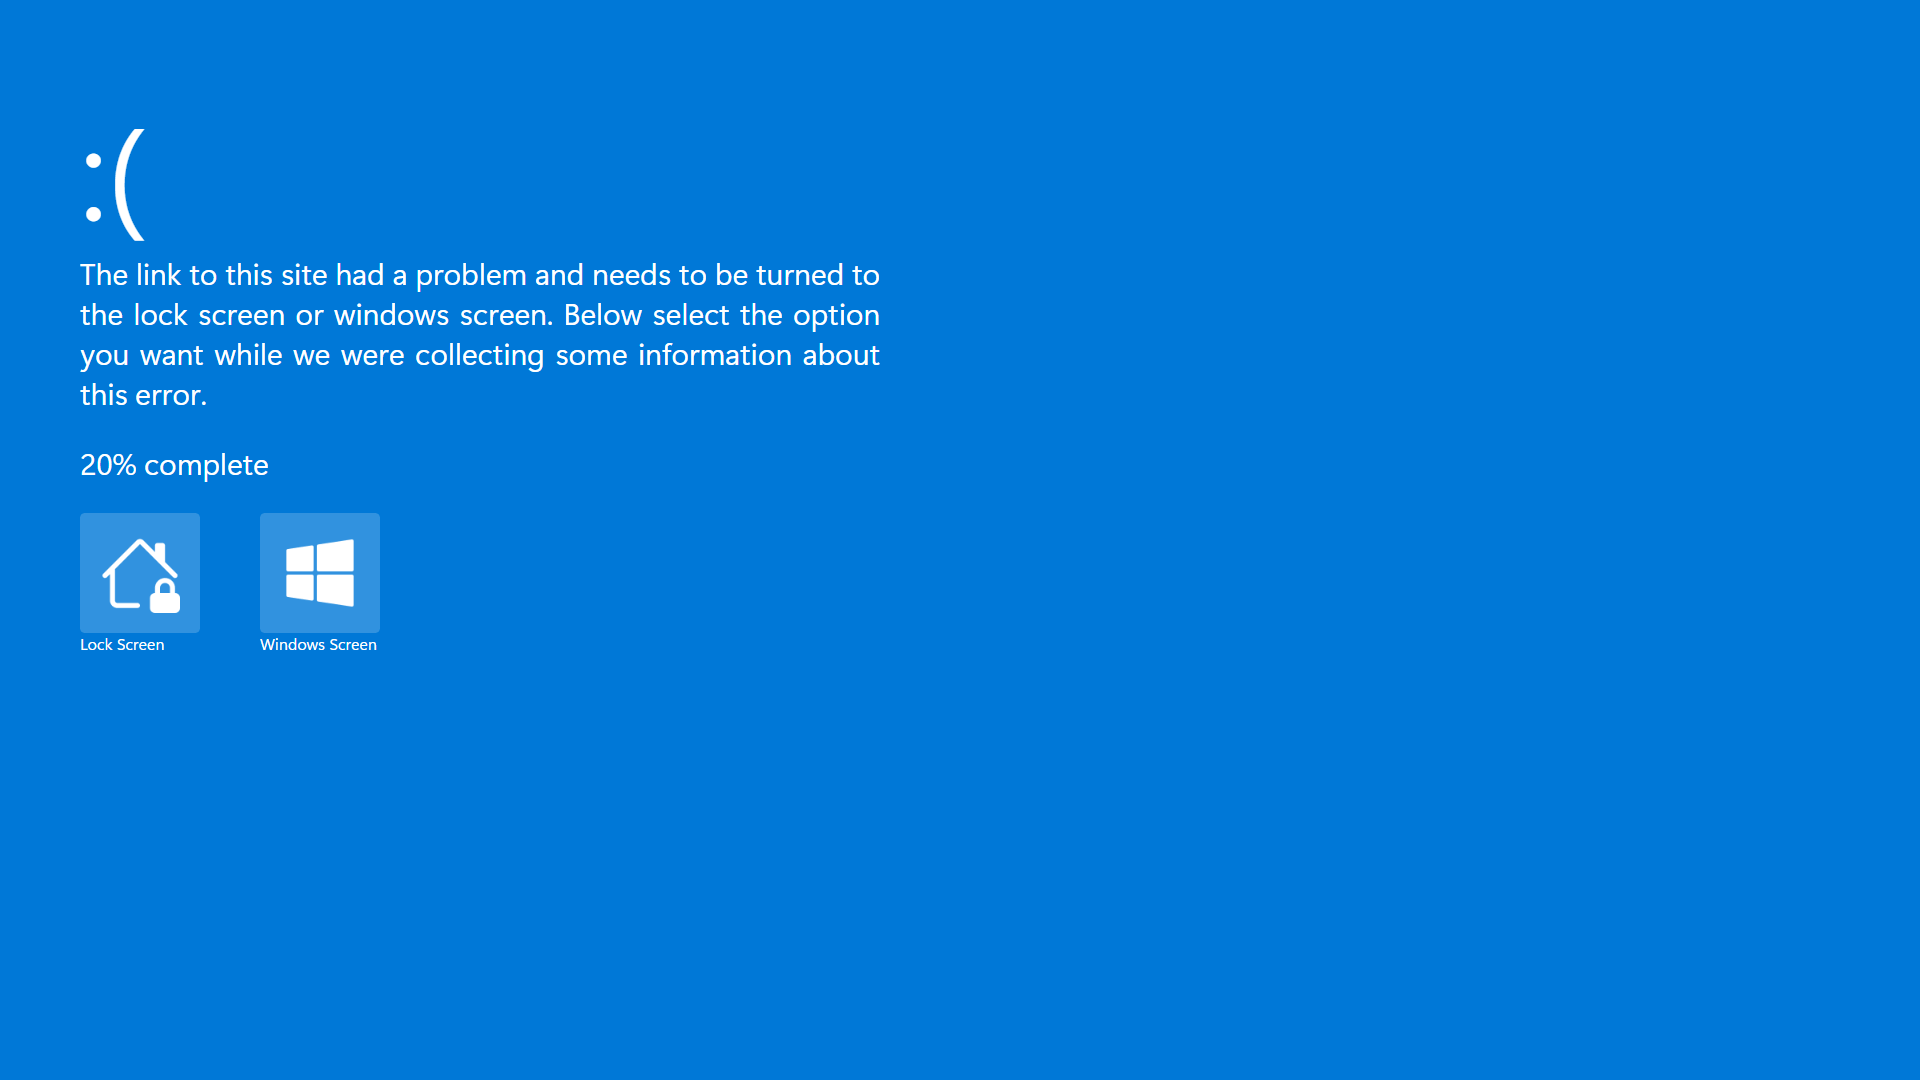 :(
The link to this site had a problem and needs to be turned to
the lock screen or windows screen. Below select the option
you want while we were collecting some information about
this error.
20% complete
Lock Screen
Windows Screen